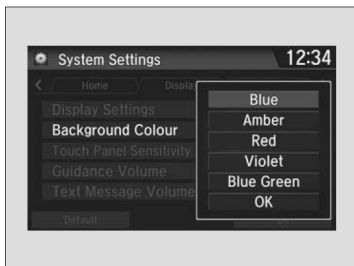 System Settings
12:34
Home
Display
Display Settings
Background Colour
Touch Panel Sensitivity
Guidance Volume
Text Message Volume
Default
Blue
Amber
Red
Violet
Blue Green
OK